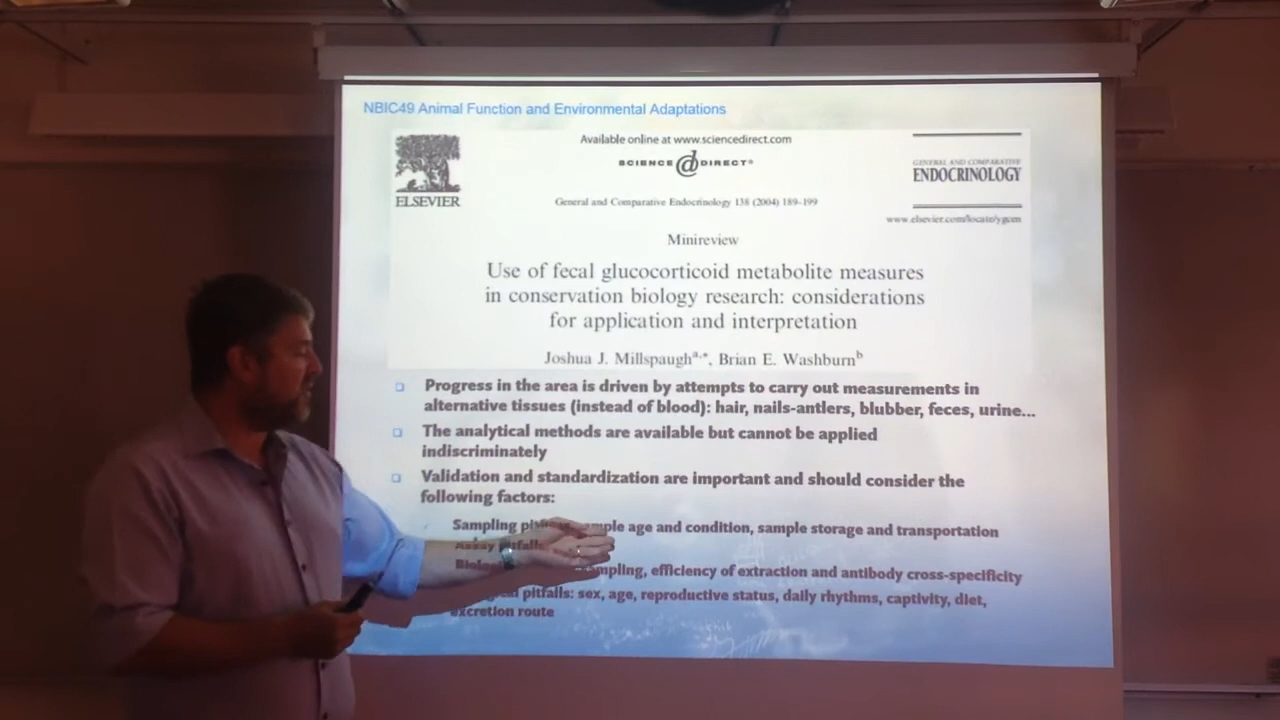 NBIC49 Animal Function and Environmental Adaptations
Available online at www.sciencedirect.com
SCIENCE @ DIRECT®
ELSEVIER
GENERAL AND COMPARATIVE
ENDOCRINOLOGY
General and Comparative Endocrinology 138 (2004) 189–199
www.elsevier.com/locate/ygcen
Minireview
Use of fecal glucocorticoid metabolite measures
in conservation biology research: considerations
for application and interpretation
Joshua J. Millspaugh a,*, Brian E. Washburn b
Progress in the area is driven by attempts to carry out measurements in
alternative tissues (instead of blood): hair, nails-antlers, blubber, feces, urine...
The analytical methods are available but cannot be applied
indiscriminately
Validation and standardization are important and should consider the
following factors:
Sampling age and condition, sample storage and transportation
Assay
efficiency of extraction and antibody cross-specificity
pitfalls: sex, age, reproductive status, daily rhythms, captivity, diet,
excretion route